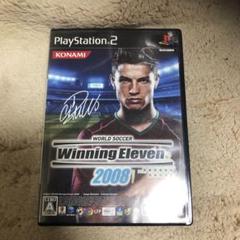 PlayStation 2
KONAMI
WORLD SOCCER
Winning Eleven
2008
A